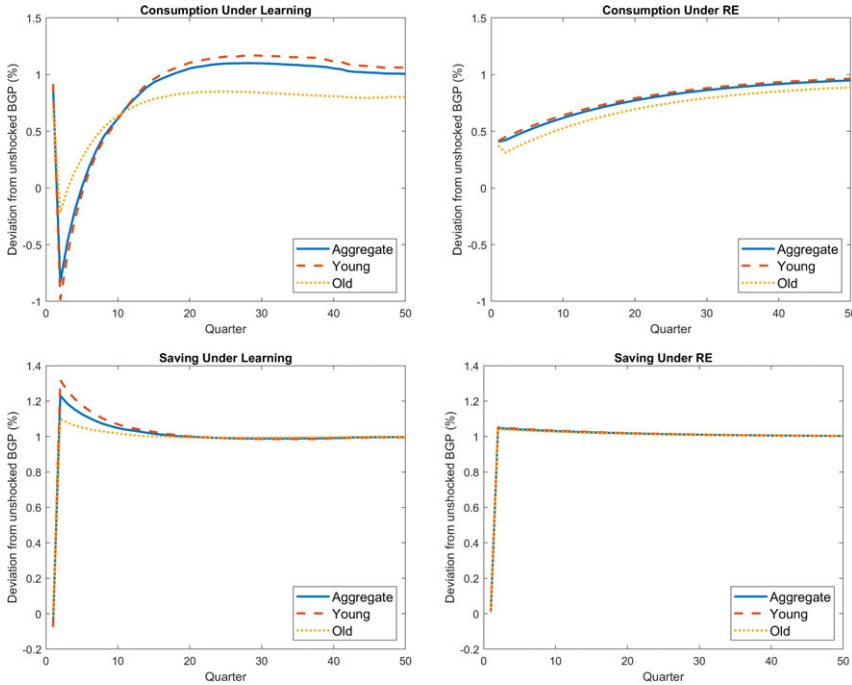 Consumption Under Learning
1.5
1
0.5
0
-0.5
-1
Deviation from unshocked BGP (%)
0
10
20
30
40
50
Quarter
Aggregate
Young
Old
Consumption Under RE
1.5
1
0.5
0
-0.5
-1
Deviation from unshocked BGP (%)
0
10
20
30
40
50
Quarter
Aggregate
Young
Old
Saving Under Learning
1.4
1.2
1
0.8
0.6
0.4
0.2
0
-0.2
Deviation from unshocked BGP (%)
0
10
20
30
40
50
Quarter
Aggregate
Young
Old
Saving Under RE
1.4
1.2
1
0.8
0.6
0.4
0.2
0
-0.2
Deviation from unshocked BGP (%)
0
10
20
30
40
50
Quarter
Aggregate
Young
Old